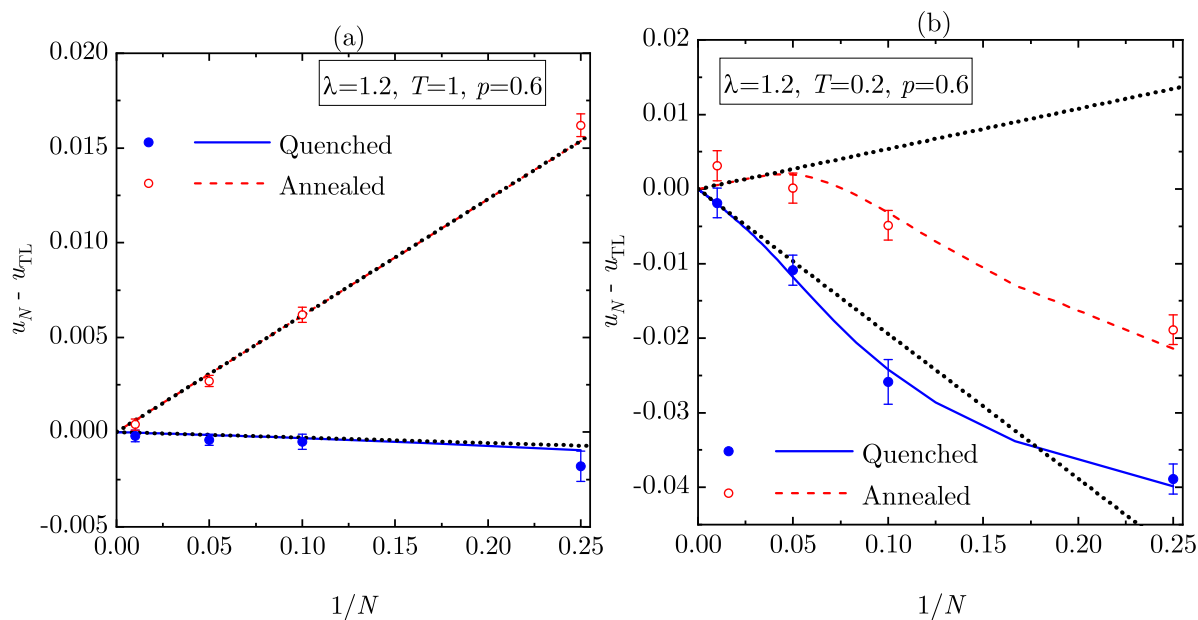 (a)
0.020
0.015
0.010
0.005
0.000
-0.005
u_N - u_TL
λ=1.2, T=1, p=0.6
Quenched
Annealed
0.00 0.05 0.10 0.15 0.20 0.25
1/N
(b)
0.02
0.01
0.00
-0.01
-0.02
-0.03
-0.04
u_N - u_TL
λ=1.2, T=0.2, p=0.6
Quenched
Annealed
0.00 0.05 0.10 0.15 0.20 0.25
1/N